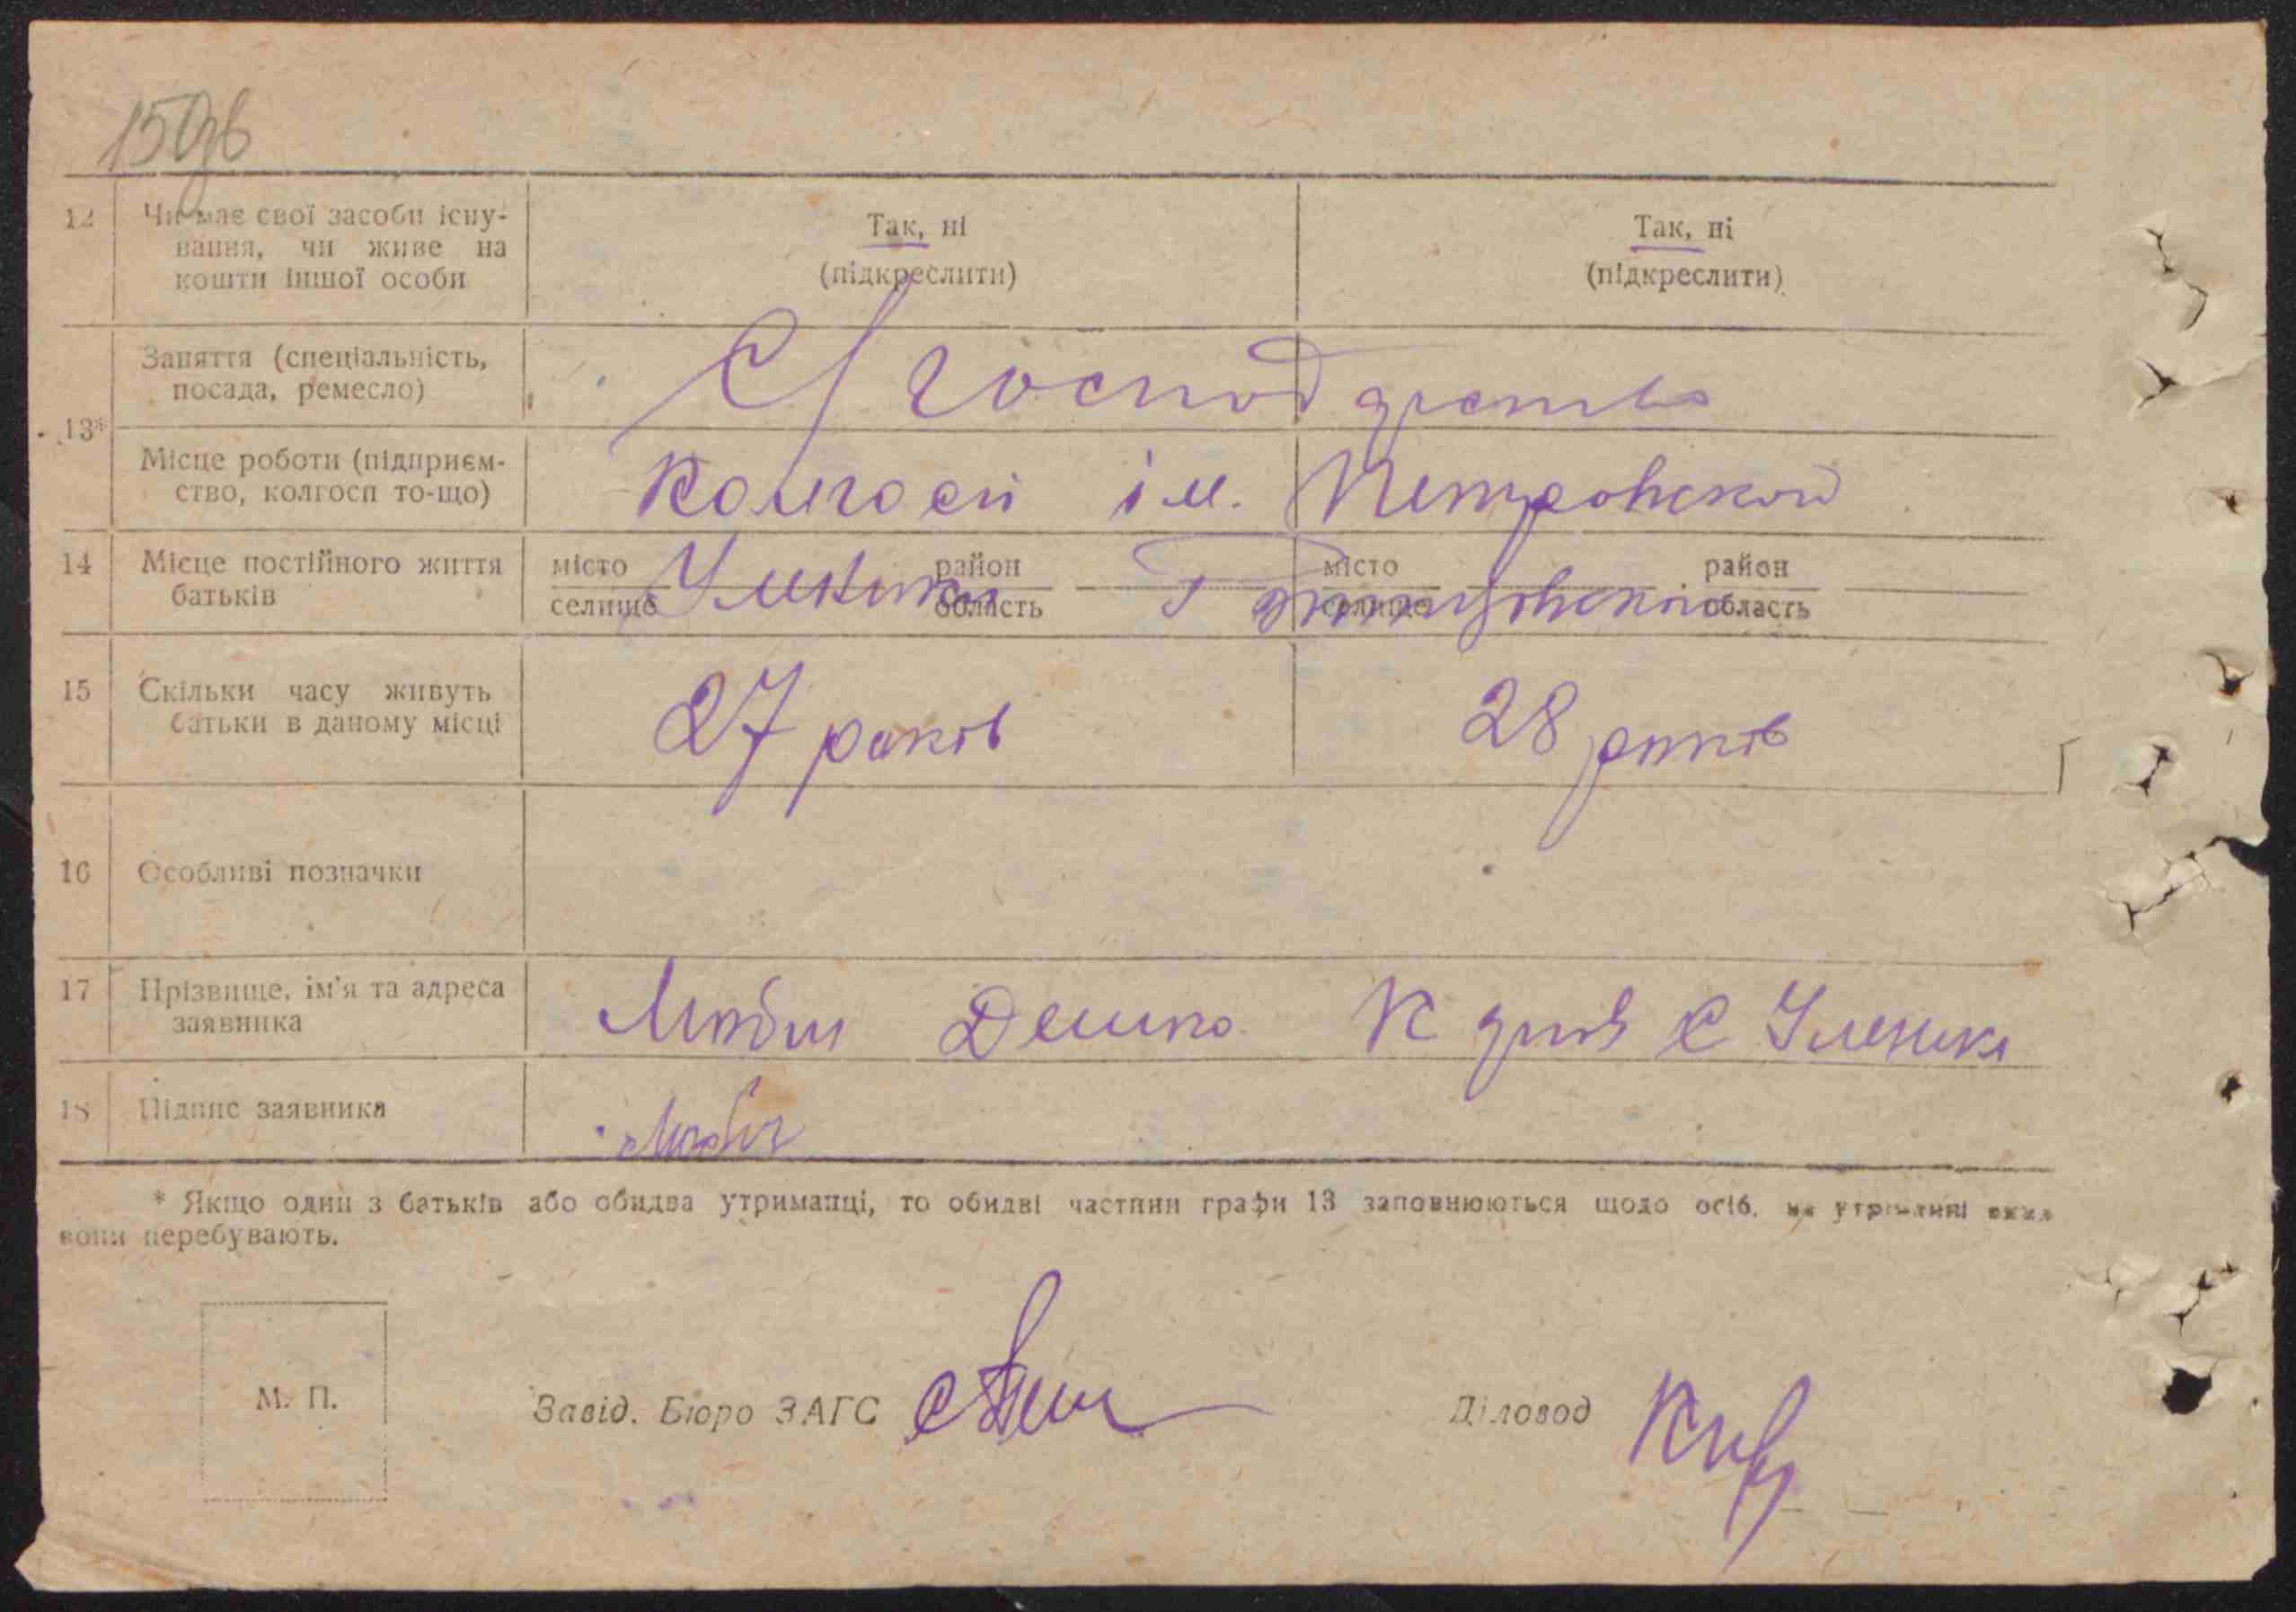 150зв
12 Чи має свої засоби існу- Так, ні Так, ні
вання, чи живе на (підкреслити) (підкреслити)
кошти іншої особи
Заняття (спеціальність, С/господарство
посада, ремесло)
13*
Місце роботи (підприєм- Колгосп ім. Петровском
ство, колгосп то-що)
14 Місце постійного життя місто район місто район
батьків селище область селище область
15 Скільки часу живуть 27 років 28 років
батьки в даному місці
16 Особливі позначки
17 Прізвище, ім'я та адреса
заявника
18 Підпис заявника
* Якщо один з батьків або обидва утриманці, то обидві частини графи 13 заповнюються щодо осіб, на утриманні яких
вони перебувають.
М. П. Завід. Бюро ЗАГС Діловод